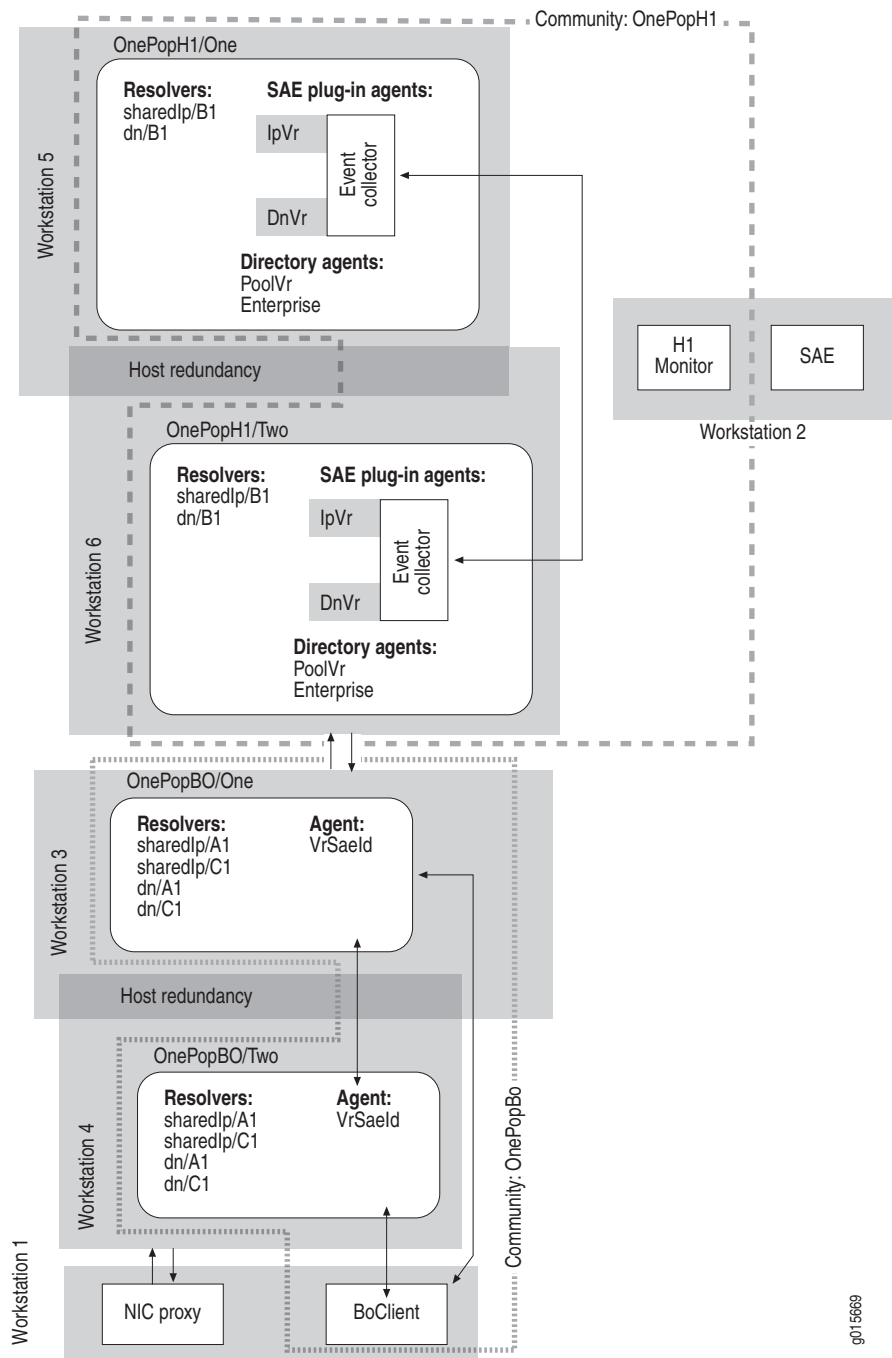 Community: OnePopH1
OnePopH1/One
Resolvers:
sharedIp/B1
dn/B1
SAE plug-in agents:
IpVr
DnVr
Event
collector
Directory agents:
PoolVr
Enterprise
Workstation 5
Host redundancy
H1
Monitor
SAE
Workstation 2
OnePopH1/Two
Resolvers:
sharedIp/B1
dn/B1
SAE plug-in agents:
IpVr
DnVr
Event
collector
Directory agents:
PoolVr
Enterprise
Workstation 6
OnePopBO/One
Resolvers:
sharedIp/A1
sharedIp/C1
dn/A1
dn/C1
Agent:
VrSaeId
Workstation 3
Host redundancy
OnePopBO/Two
Resolvers:
sharedIp/A1
sharedIp/C1
dn/A1
dn/C1
Agent:
VrSaeId
Workstation 4
Community: OnePopBo
Workstation 1
NIC proxy
BoClient
g015669